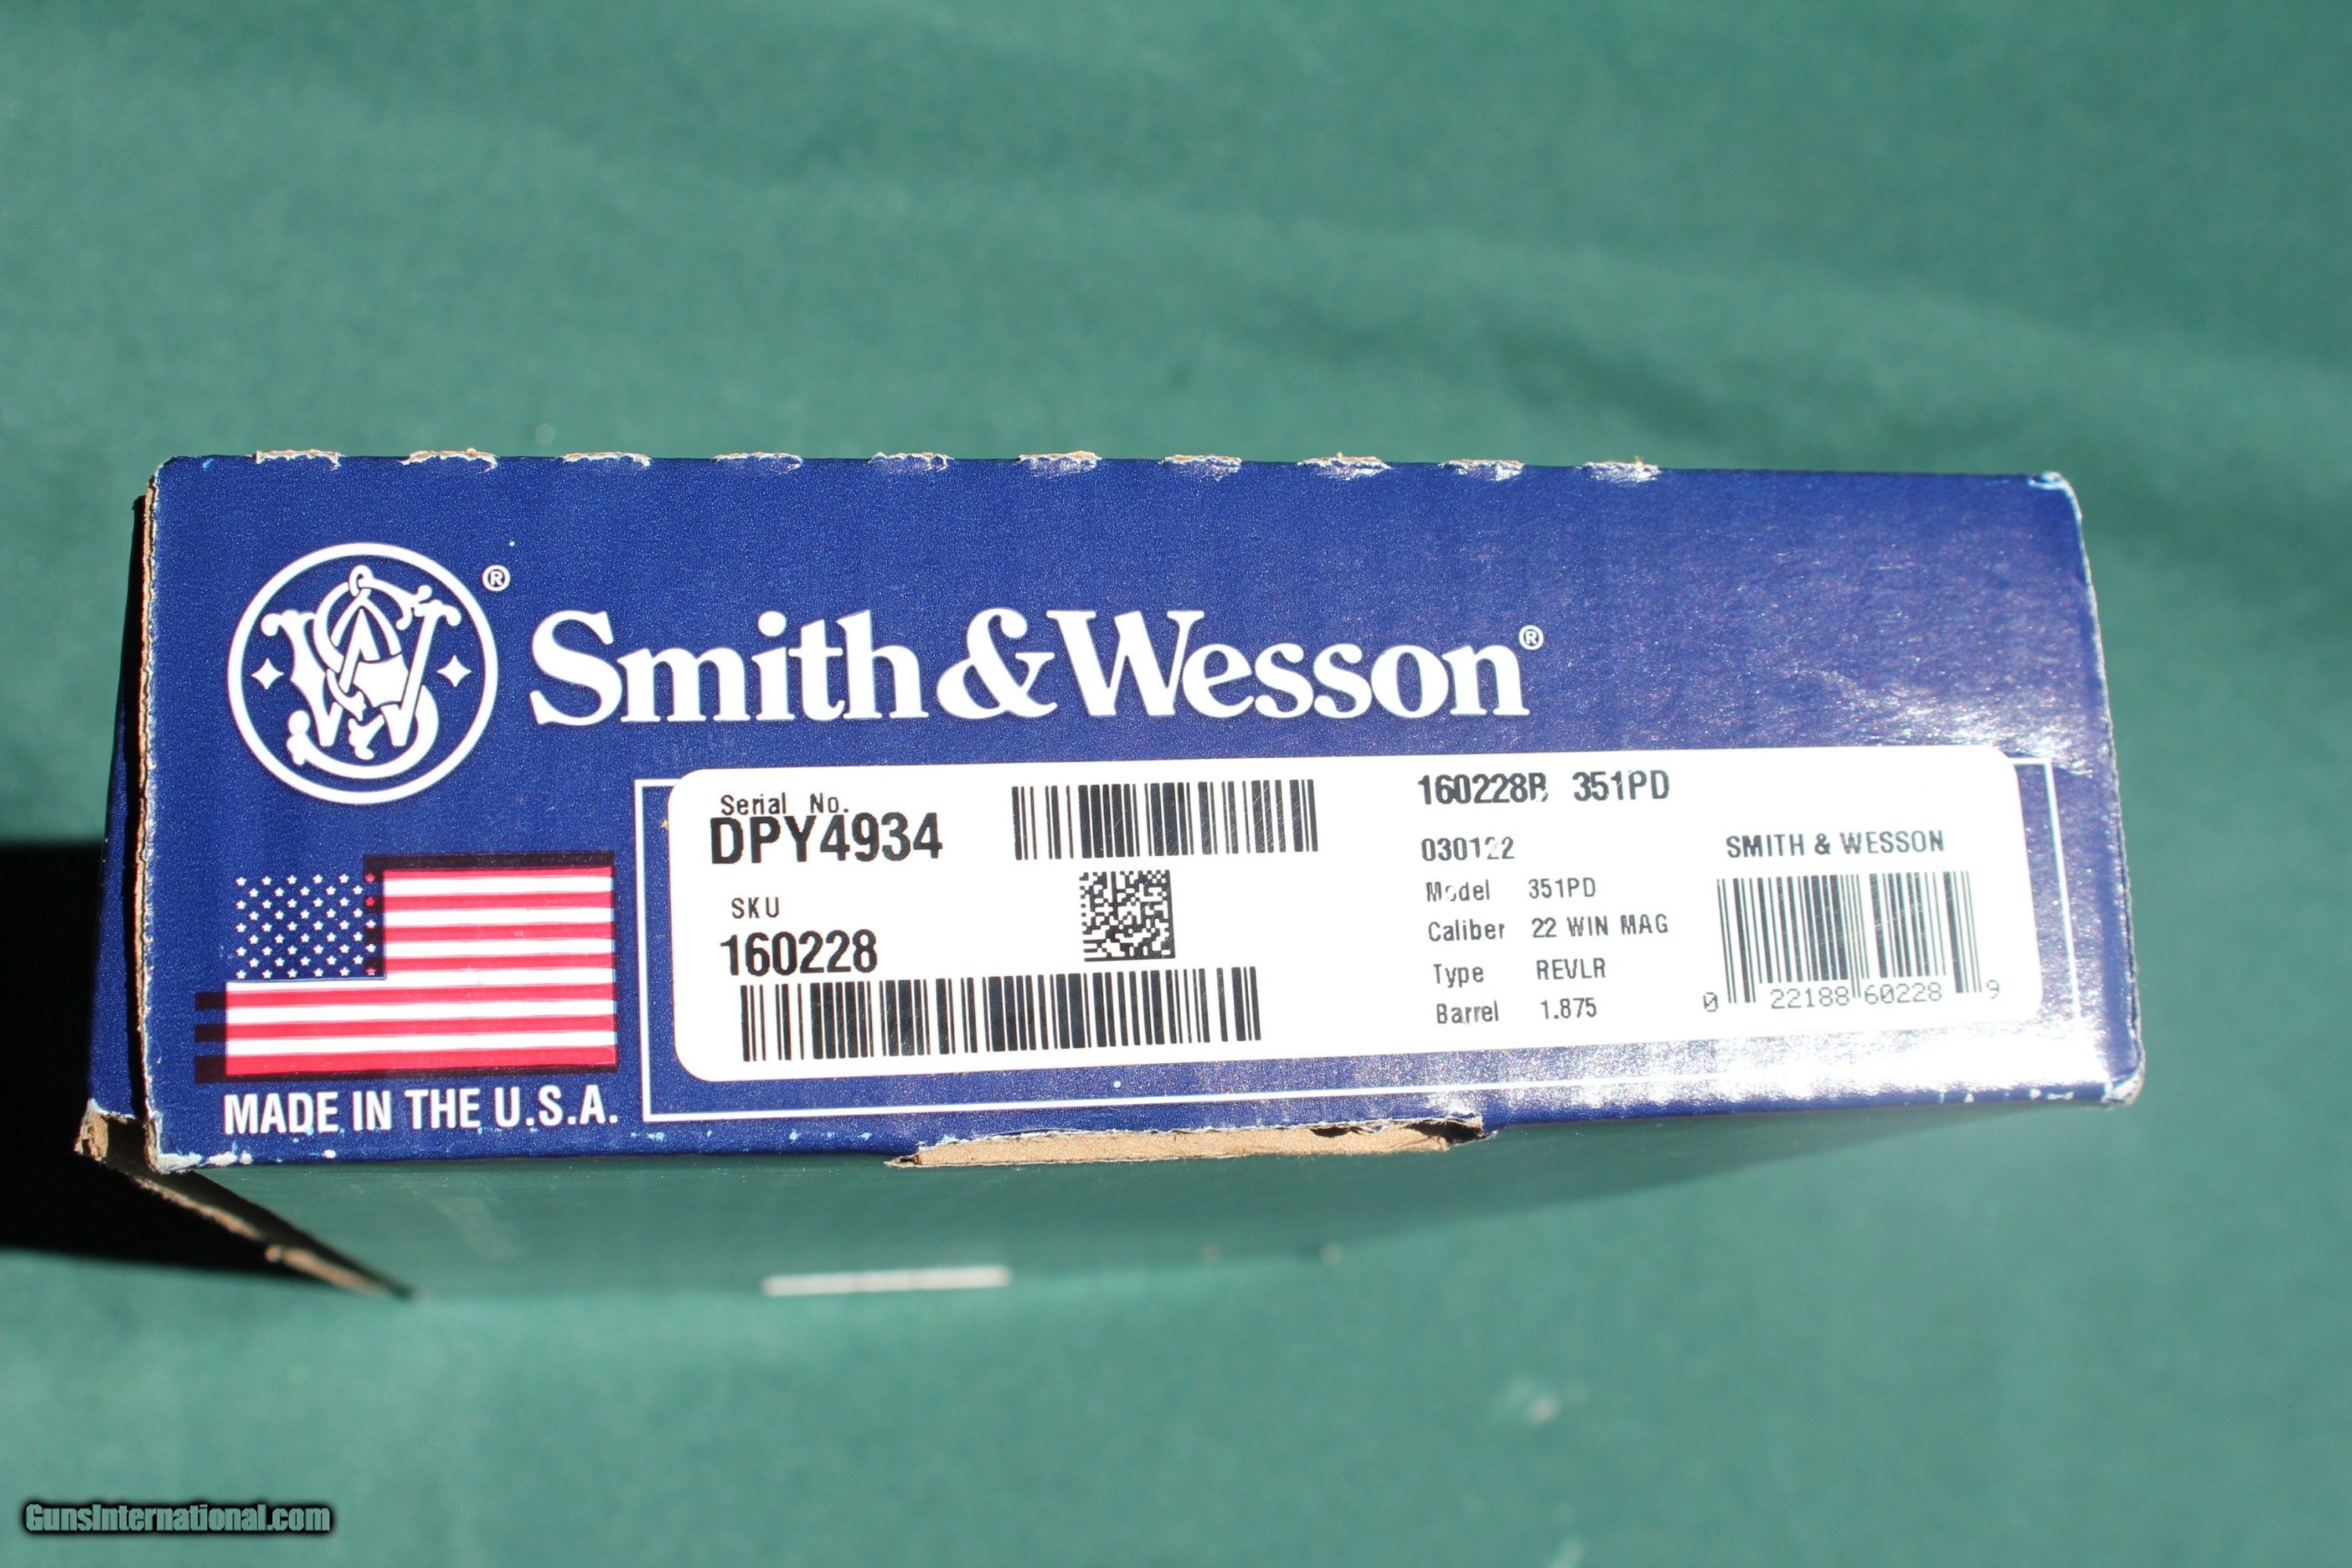 ®
Smith&Wesson®
MADE IN THE U.S.A.
Serial No.
DPY4934
SKU
160228
160228B 351PD
030122
Model 351PD
Caliber 22 WIN MAG
Type REVLR
Barrel 1.875
SMITH & WESSON
0 22188 60228 9
GunsInternational.com